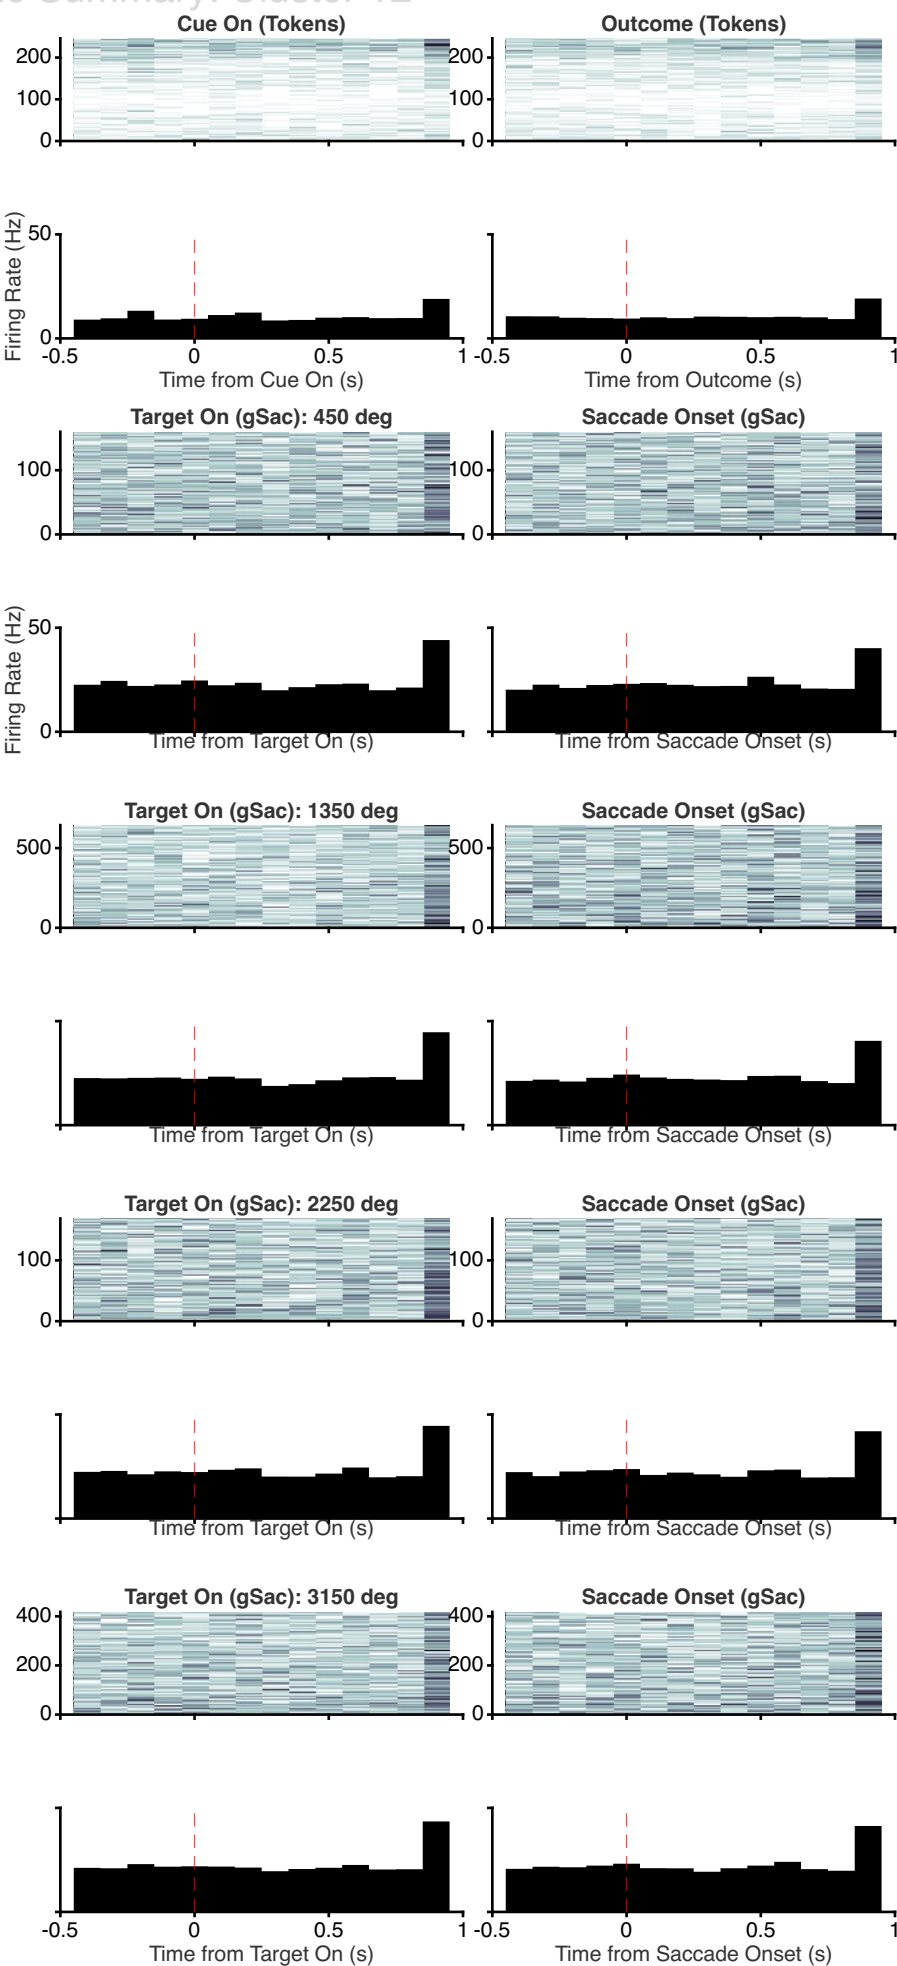 Summary: Cluster 12
Cue On (Tokens) Outcome (Tokens)
200 200
100 100
0 0
Firing Rate (Hz)
50
0
-0.5 0 0.5 1 -0.5 0 0.5 1
Time from Cue On (s) Time from Outcome (s)
Target On (gSac): 450 deg Saccade Onset (gSac)
100 100
0 0
Firing Rate (Hz)
50
0
Time from Target On (s) Time from Saccade Onset (s)
Target On (gSac): 1350 deg Saccade Onset (gSac)
500 500
0 0
Time from Target On (s) Time from Saccade Onset (s)
Target On (gSac): 2250 deg Saccade Onset (gSac)
100 100
0 0
Time from Target On (s) Time from Saccade Onset (s)
Target On (gSac): 3150 deg Saccade Onset (gSac)
400 400
200 200
0 0
-0.5 0 0.5 1 -0.5 0 0.5 1
Time from Target On (s) Time from Saccade Onset (s)